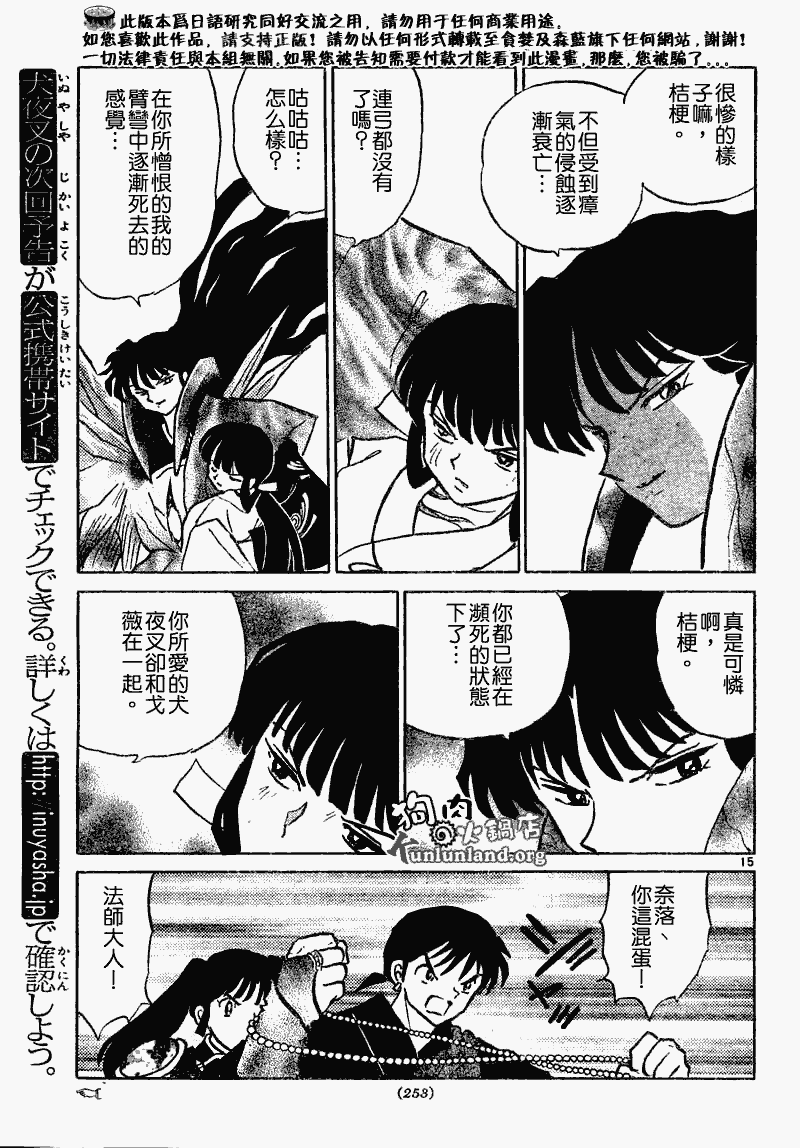 此版本爲日語研究同好交流之用，請勿用于任何商業用途。
如您喜歡此作品，請支持正版！請勿以任何形式轉載至貪婪及森藍旗下任何網站，謝謝！
一切法律責任與本組無關.如果您被告知需要付款才能看到此漫畫,那麼,您被騙了...
很慘的樣
子嘛，
桔梗。
不但受到瘴
氣的侵蝕逐
漸衰亡…
連弓都沒有
了嗎？
咕咕咕…
怎么樣？
在你所憎恨的我的
臂彎中逐漸死去的
感覺…
真是可憐
啊，
桔梗。
你都已經在
瀕死的狀態
下了…
你所愛的犬
夜叉卻和戈
薇在一起。
狗肉火鍋店
Kunlunland.org
15
奈落、
你這混蛋！
法師大人！
(253)
犬夜叉の次回予告が公式携帯サイトでチェックできる。詳しくはhttp://inuyasha.jpで確認しよう。
いぬやしゃ じかいよこく こうしきけいたい くわ かくにん